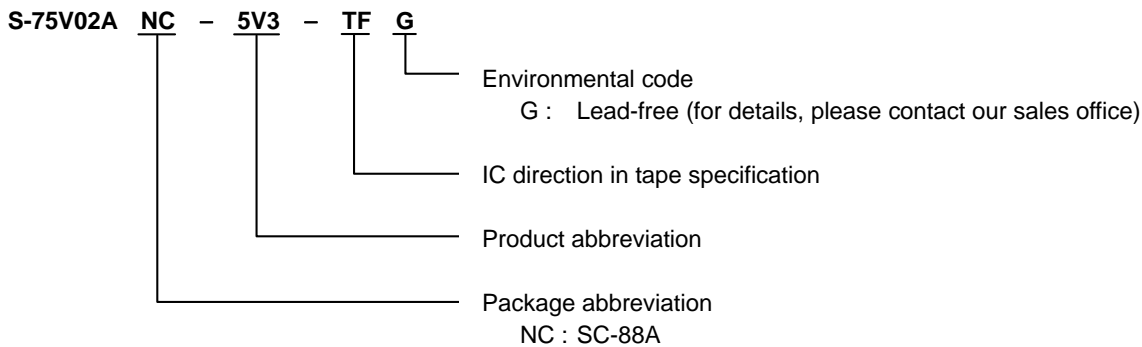 S-75V02A NC – 5V3 – TF G
Environmental code
G : Lead-free (for details, please contact our sales office)
IC direction in tape specification
Product abbreviation
Package abbreviation
NC : SC-88A